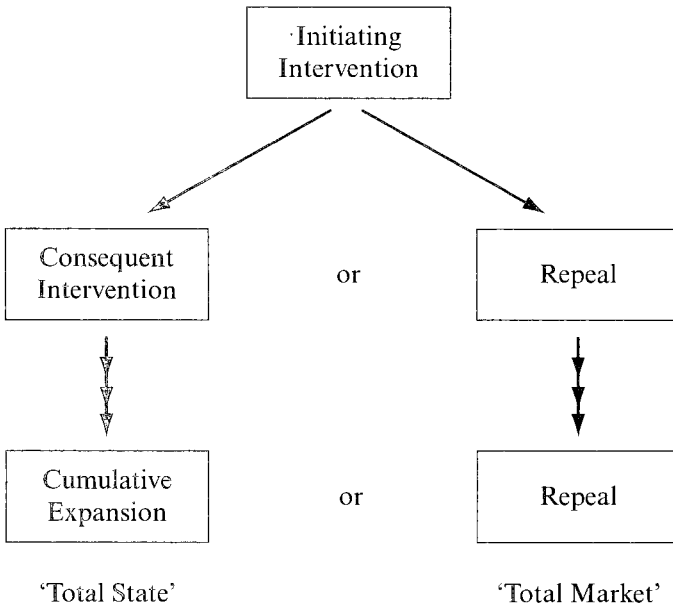 Initiating
Intervention
Consequent
Intervention
or
Repeal
Cumulative
Expansion
or
Repeal
'Total State'
'Total Market'